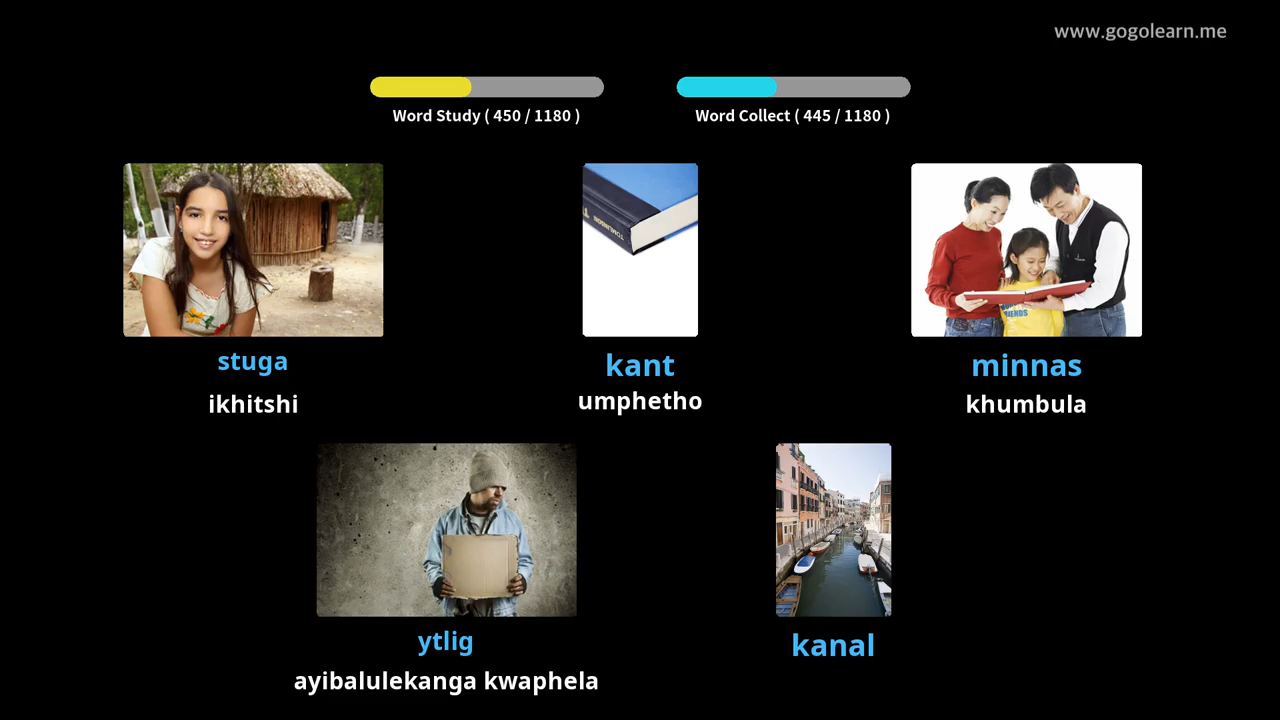 www.gogolearn.me
Word Study ( 450 / 1180 )
Word Collect ( 445 / 1180 )
TOMLINSON
stuga
kant
minnas
ikhitshi
umphetho
khumbula
ytlig
kanal
ayibalulekanga kwaphela